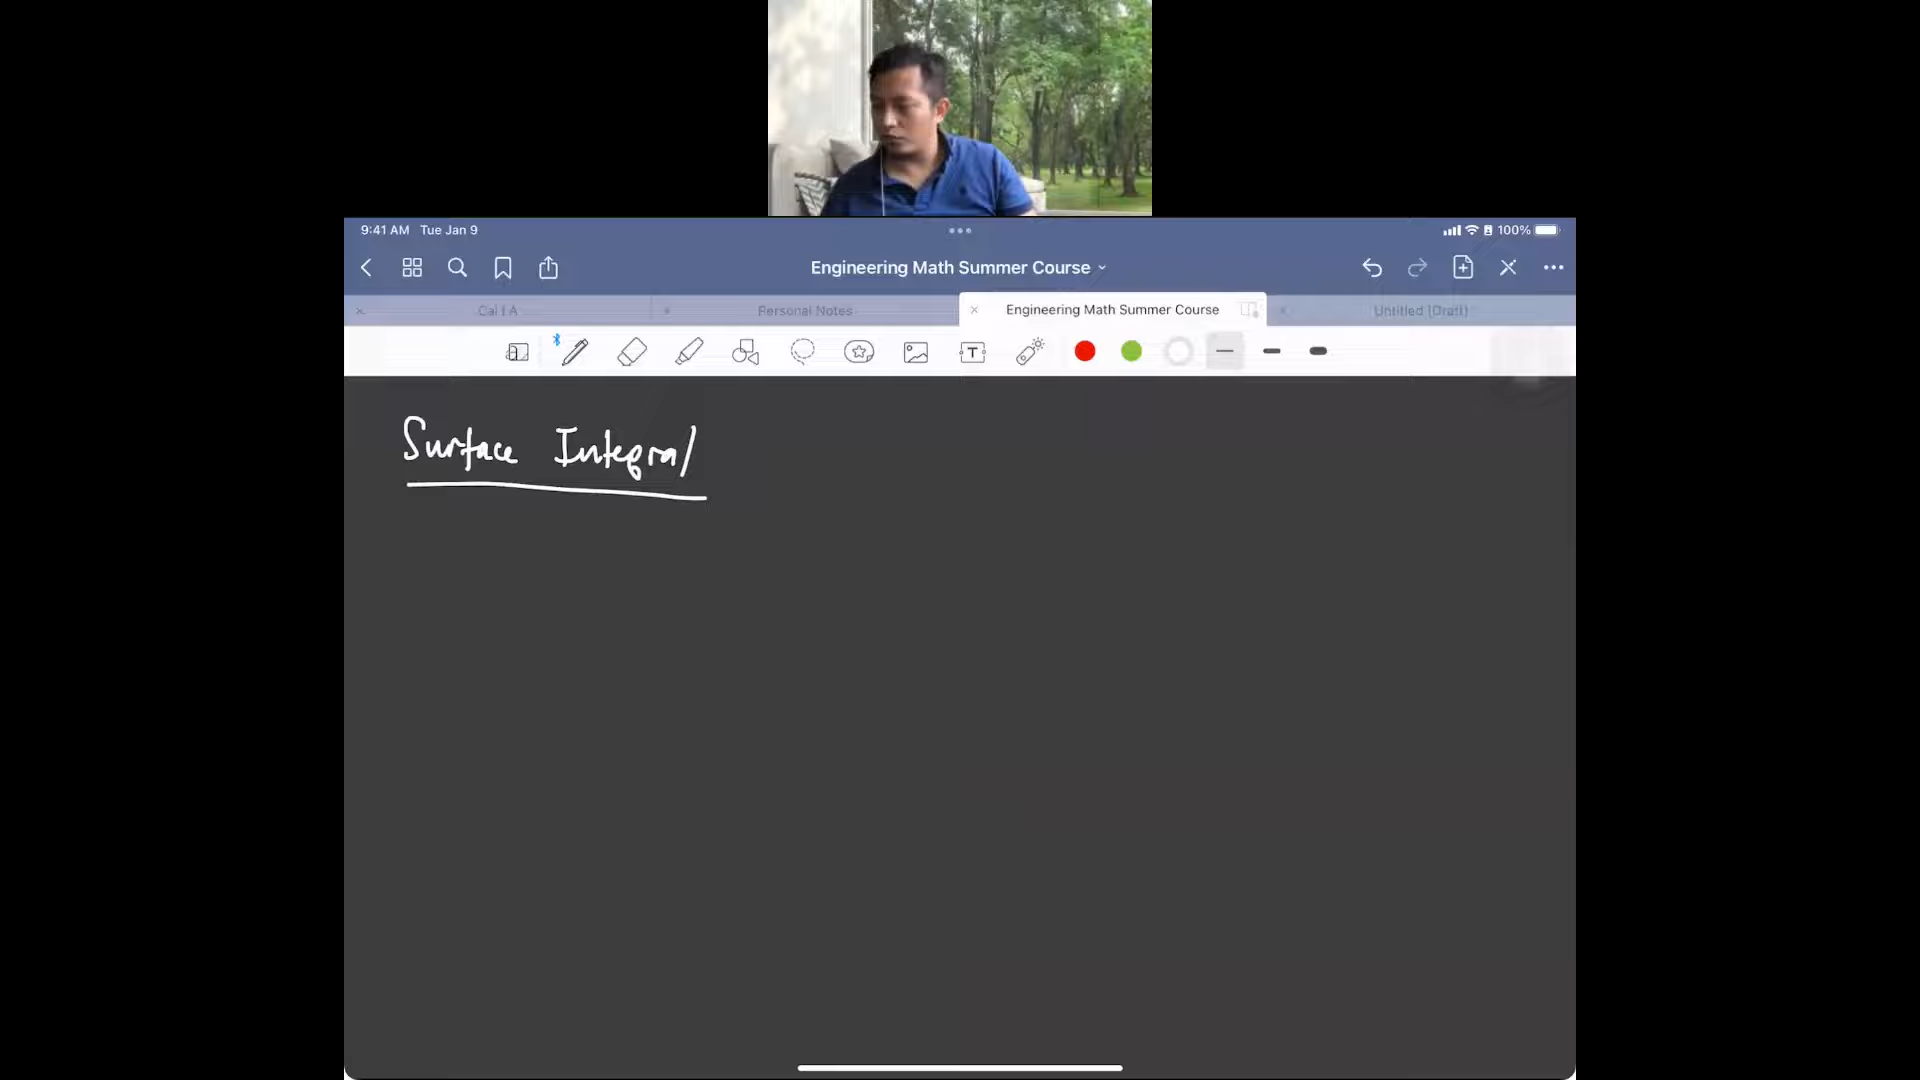 9:41 AM Tue Jan 9
100%
Engineering Math Summer Course
Cal I A
Personal Notes
Engineering Math Summer Course
Untitled (Draft)
T
Surface Integral